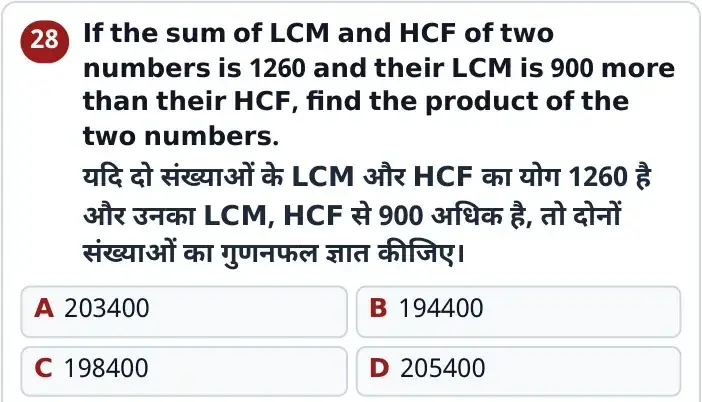 28 If the sum of LCM and HCF of two
numbers is 1260 and their LCM is 900 more
than their HCF, find the product of the
two numbers.
यदि दो संख्याओं के LCM और HCF का योग 1260 है
और उनका LCM, HCF से 900 अधिक है, तो दोनों
संख्याओं का गुणनफल ज्ञात कीजिए।
A 203400
B 194400
C 198400
D 205400